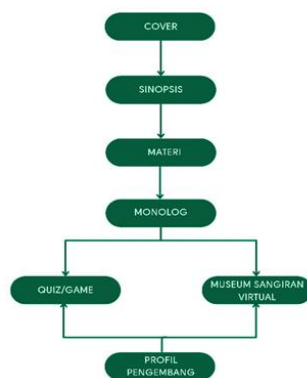 COVER
SINOPSIS
MATERI
MONOLOG
QUIZ/GAME
MUSEUM SANGIRAN
VIRTUAL
PROFIL
PENGEMBANG